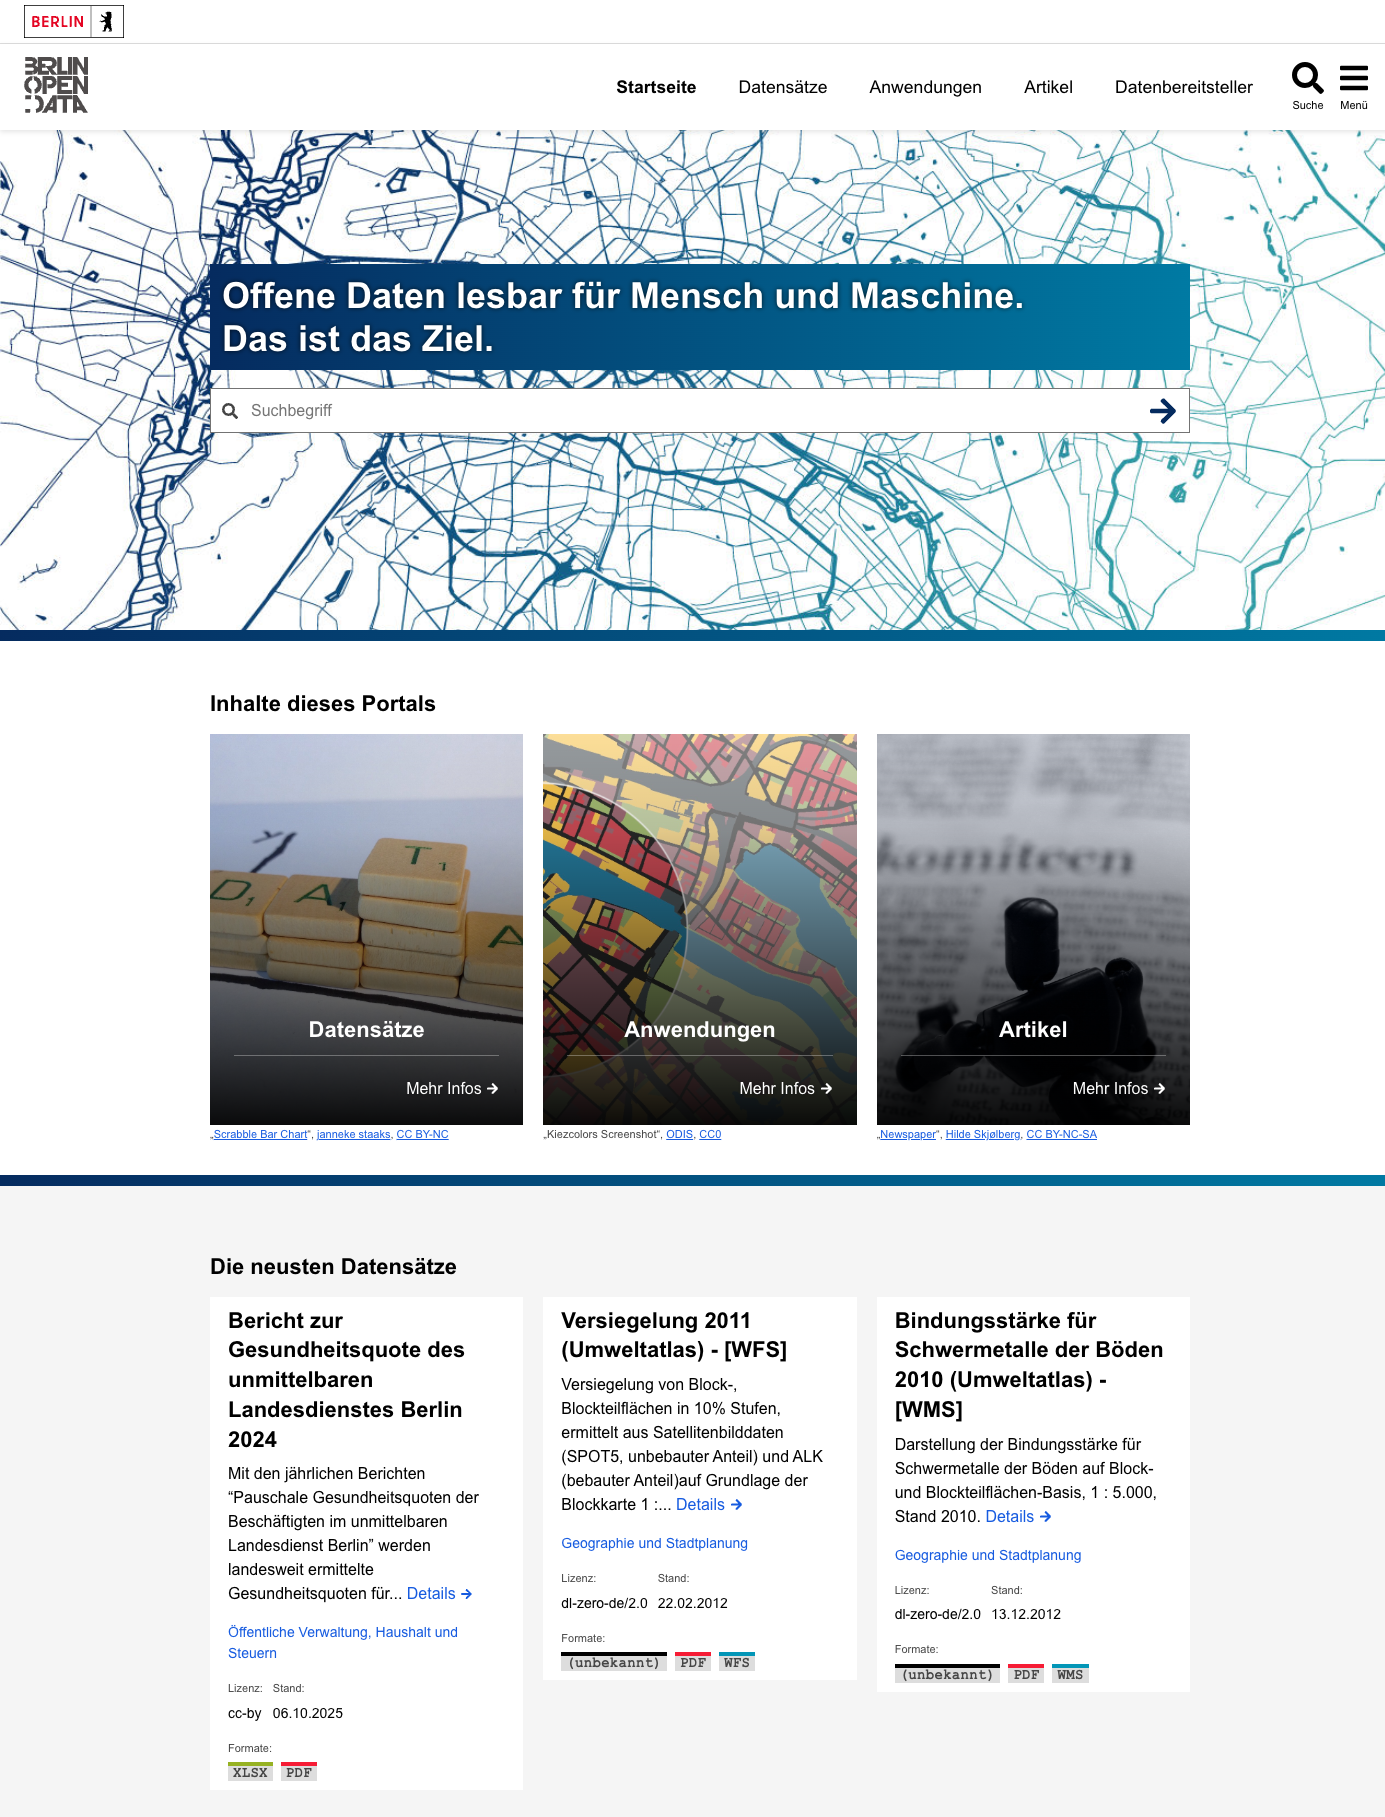 BERLIN
BERLIN
OPEN
DATA
Startseite
Datensätze
Anwendungen
Artikel
Datenbereitsteller
Suche
Menü
Offene Daten lesbar für Mensch und Maschine.
Das ist das Ziel.
Suchbegriff
Inhalte dieses Portals
T1
D1 A1 A
Datensätze
Mehr Infos →
„Scrabble Bar Chart“, janneke staaks, CC BY-NC
Anwendungen
Mehr Infos →
„Kiezcolors Screenshot“, ODIS, CC0
komiteen
Artikel
Mehr Infos →
„Newspaper“, Hilde Skjølberg, CC BY-NC-SA
Die neusten Datensätze
Bericht zur
Gesundheitsquote des
unmittelbaren
Landesdienstes Berlin
2024
Mit den jährlichen Berichten
“Pauschale Gesundheitsquoten der
Beschäftigten im unmittelbaren
Landesdienst Berlin” werden
landesweit ermittelte
Gesundheitsquoten für... Details →
Öffentliche Verwaltung, Haushalt und
Steuern
Lizenz: Stand:
cc-by 06.10.2025
Formate:
XLSX PDF
Versiegelung 2011
(Umweltatlas) - [WFS]
Versiegelung von Block-,
Blockteilflächen in 10% Stufen,
ermittelt aus Satellitenbilddaten
(SPOT5, unbebauter Anteil) und ALK
(bebauter Anteil)auf Grundlage der
Blockkarte 1 :... Details →
Geographie und Stadtplanung
Lizenz: Stand:
dl-zero-de/2.0 22.02.2012
Formate:
(unbekannt) PDF WFS
Bindungsstärke für
Schwermetalle der Böden
2010 (Umweltatlas) -
[WMS]
Darstellung der Bindungsstärke für
Schwermetalle der Böden auf Block-
und Blockteilflächen-Basis, 1 : 5.000,
Stand 2010. Details →
Geographie und Stadtplanung
Lizenz: Stand:
dl-zero-de/2.0 13.12.2012
Formate:
(unbekannt) PDF WMS